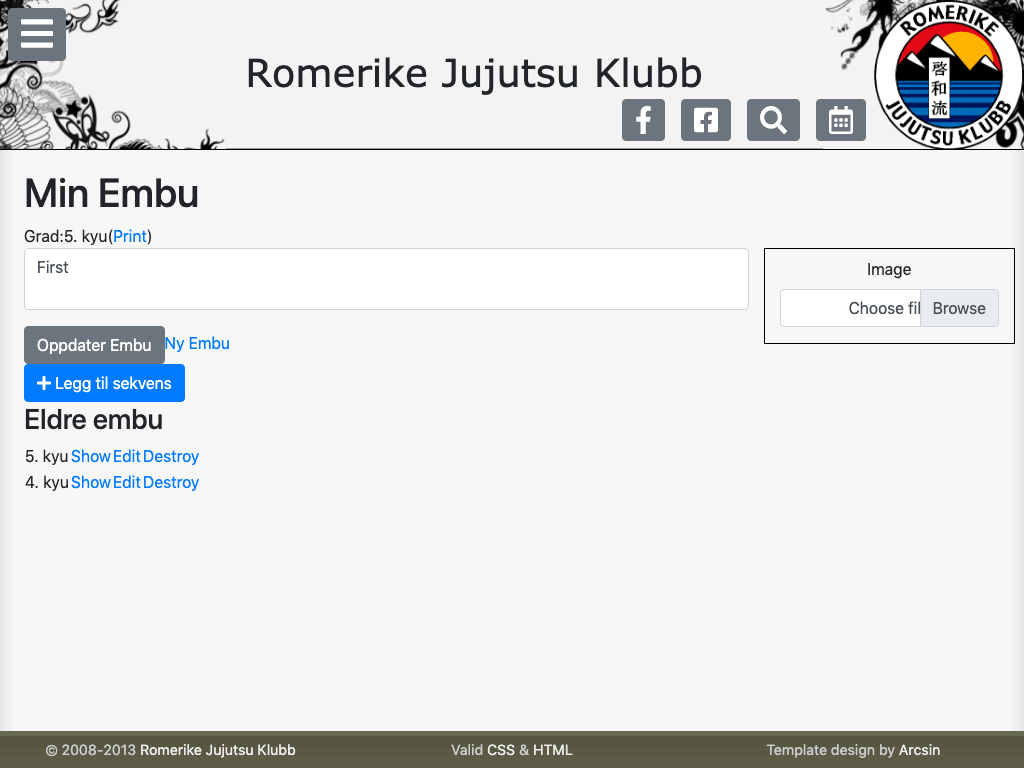 Romerike Jujutsu Klubb
ROMERIKE
啓和流
JUJUTSU KLUBB
Min Embu
Grad:5. kyu(Print)
First
Image
Choose fil Browse
Oppdater Embu Ny Embu
Legg til sekvens
Eldre embu
5. kyu Show Edit Destroy
4. kyu Show Edit Destroy
© 2008-2013 Romerike Jujutsu Klubb Valid CSS & HTML Template design by Arcsin